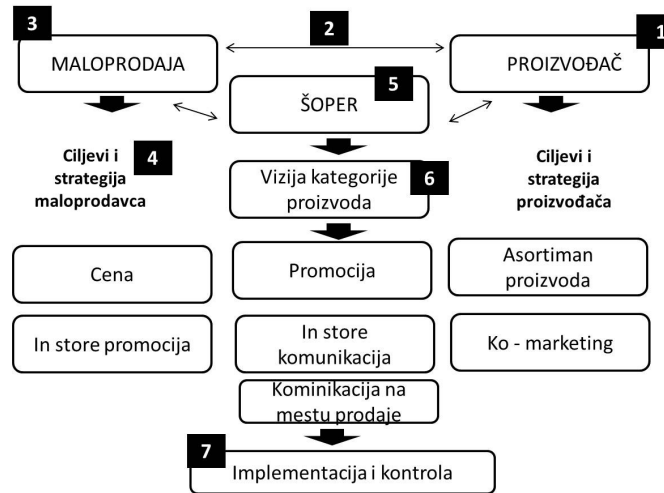 3
2
1
MALOPRODAJA
PROIZVOĐAČ
5
ŠOPER
Ciljevi i
strategija
maloprodavca
4
Ciljevi i
strategija
proizvođača
Vizija kategorije
proizvoda
6
Cena
Promocija
Asortiman
proizvoda
In store promocija
In store
komunikacija
Ko - marketing
Kominikacija na
mestu prodaje
7
Implementacija i kontrola